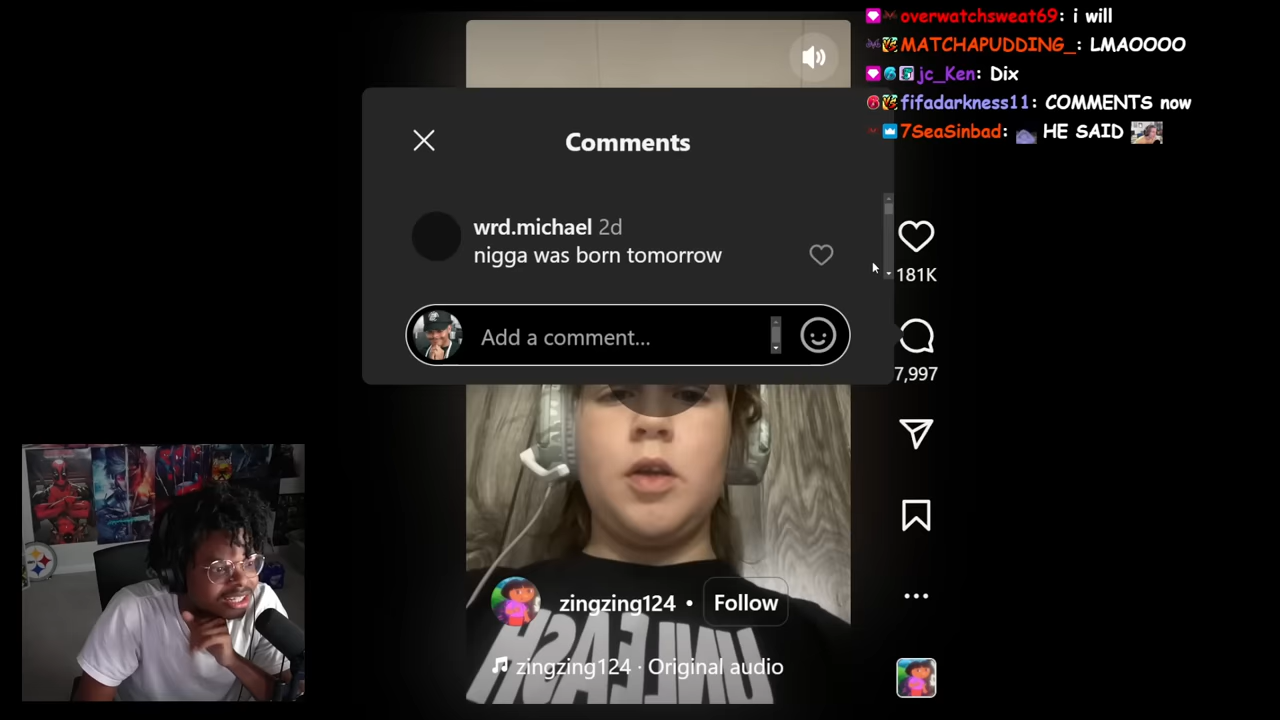 overwatchsweat69: i will
MATCHAPUDDING_: LMAOOOO
jc_Ken: Dix
fifadarkness11: COMMENTS now
7SeaSinbad: HE SAID
Comments
wrd.michael 2d
nigga was born tomorrow
Add a comment...
181K
7,997
zingzing124 • Follow
zingzing124 · Original audio
UNLEASH